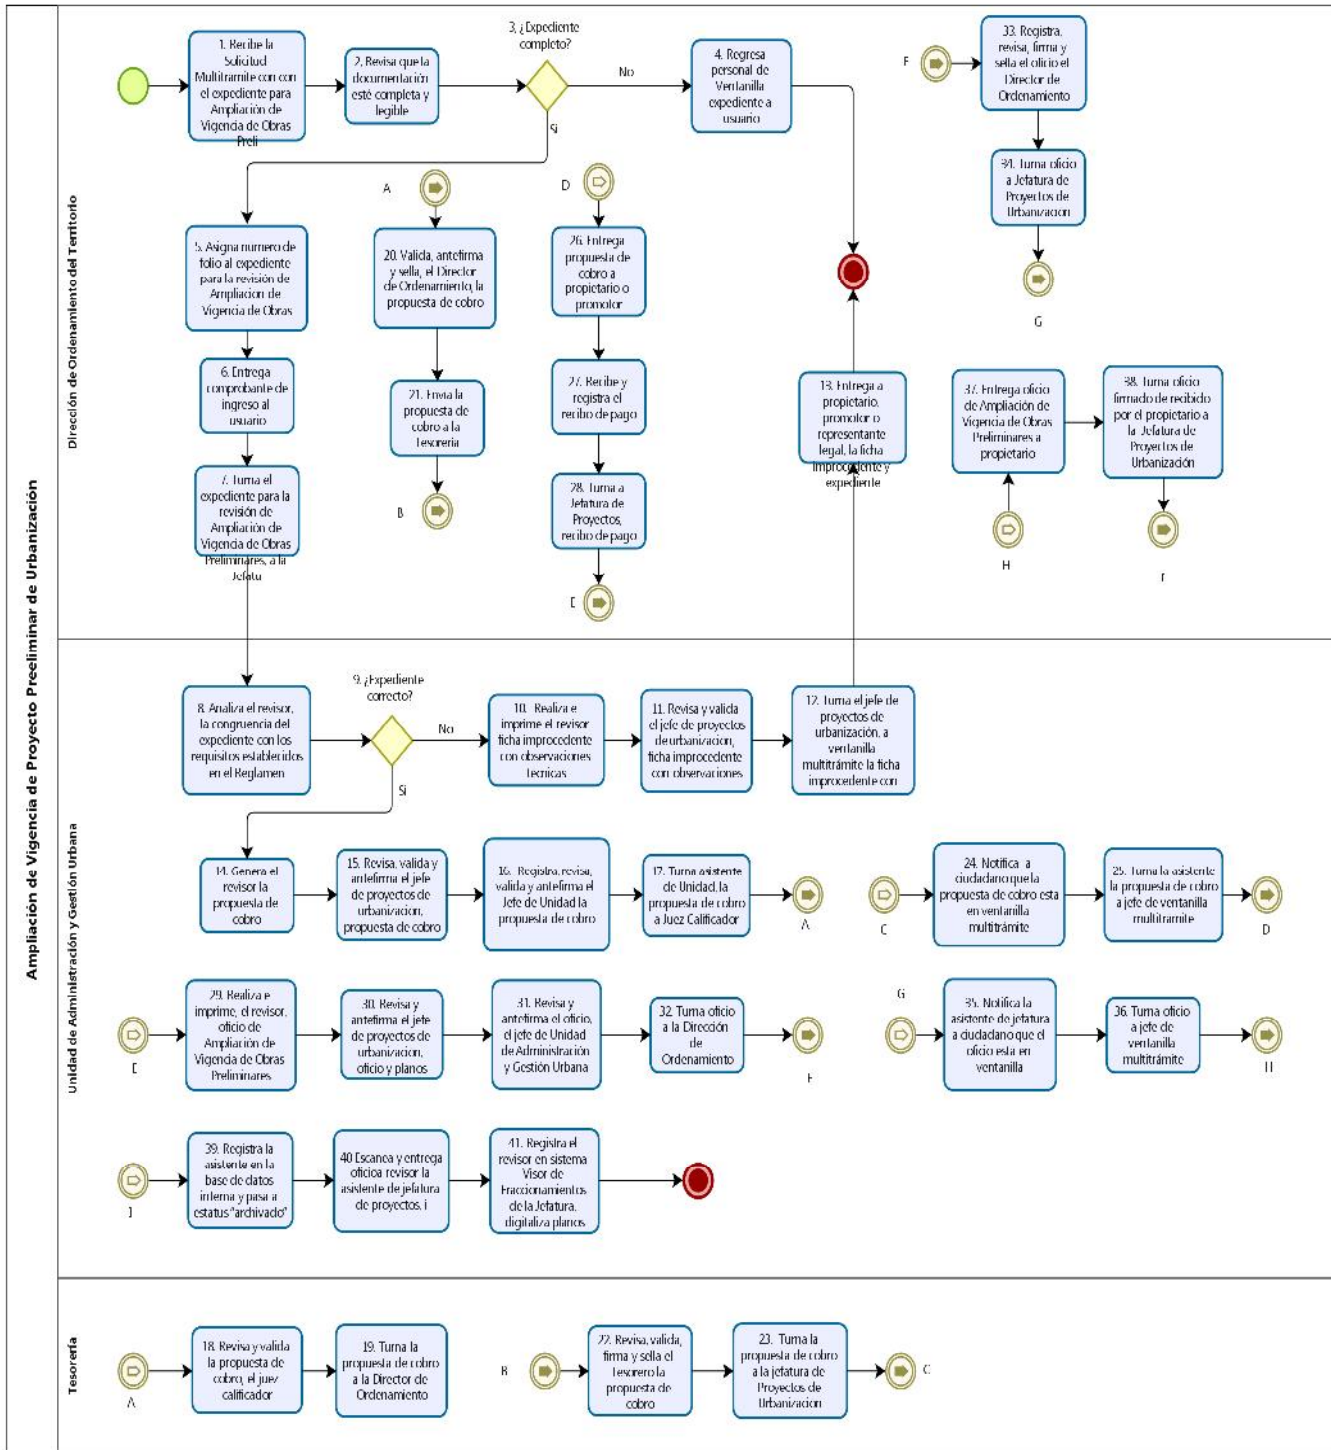 Ampliación de Vigencia de Proyecto Preeliminar de Urbanización
Dirección de Ordenamiento del Territorio
1. Recibe la
Solicitud
Multitramite con con
el expediente para
Ampliación de
Vigencia de Obras
Preli
2. Revisa que la
documentación
esté completa y
legible
3, ¿Expediente
completo?
No
Si
4. Regresa
personal de
Ventanilla
expediente a
usuario
F
33. Registra,
revisa, firma y
sella el oficio el
Director de
Ordenamiento
34. Turna oficio
a Jefatura de
Proyectos de
Urbanizacion
G
5. Asigna numero de
folio al expediente
para la revisión de
Ampliacion de
Vigencia de Obras
6. Entrega
comprobante de
ingreso al
usuario
7. Turna el
expediente para la
revisión de
Ampliación de
Vigencia de Obras
Preliminares, a la
Jefatu
A
20. Valida, antefirma
y sella, el Director
de Ordenamiento, la
propuesta de cobro
21. Envia la
propuesta de
cobro a la
Tesoreria
B
D
26. Entrega
propuesta de
cobro a
propietario o
promotor
27. Recibe y
registra el
recibo de pago
28. Turna a
Jefatura de
Proyectos,
recibo de pago
E
13. Entrega a
propietario,
promotor o
representante
legal, la ficha
improcedente y
expediente
37. Entrega oficio
de Ampliación de
Vigencia de Obras
Preliminares a
propietario
H
38. Turna oficio
firmado de recibido
por el propietario a
la Jefatura de
Proyectos de
Urbanización
I
Unidad de Administración y Gestión Urbana
8. Analiza el revisor,
la congruencia del
expediente con los
requisitos establecidos
en el Reglamen
9. ¿Expediente
correcto?
No
Si
10. Realiza e
imprime el revisor
ficha improcedente
con observaciones
tecnicas
11. Revisa y valida
el jefe de proyectos
de urbanizacion,
ficha improcedente
con observaciones
12. Turna el jefe de
proyectos de
urbanización, a
ventanilla
multitrámite la ficha
improcedente con
14. Genera el
revisor la
propuesta de
cobro
15. Revisa, valida y
antefirma el jefe
de proyectos de
urbanizacion,
propuesta de cobro
16. Registra, revisa,
valida y antefirma el
Jefe de Unidad la
propuesta de cobro
17. Turna asistente
de Unidad, la
propuesta de cobro
a Juez Calificador
A
C
24. Notifica a
ciudadano que la
propuesta de cobro esta
en ventanilla
multitrámite
25. Turna la asistente
la propuesta de cobro
a jefe de ventanilla
multitramite
D
E
29. Realiza e
imprime, el revisor,
oficio de
Ampliación de
Vigencia de Obras
Preliminares
30. Revisa y
antefirma el jefe
de proyectos de
urbanizacion,
oficio y planos
31. Revisa y
antefirma el oficio,
el jefe de Unidad
de Administración
y Gestión Urbana
32. Turna oficio
a la Dirección
de
Ordenamiento
F
G
35. Notifica la
asistente de jefatura
a ciudadano que el
oficio esta en
ventanilla
36. Turna oficio
a jefe de
ventanilla
multitrámite
H
I
39. Registra la
asistente en la
base de datos
interna y pasa a
estatus "archivado"
40 Escanea y entrega
oficioa revisor la
asistente de jefatura
de proyectos, i
41. Registra el
revisor en sistema
Visor de
Fraccionamientos
de la Jefatura,
digitaliza planos
Tesorería
A
18. Revisa y valida
la propuesta de
cobro, el juez
calificador
19. Turna la
propuesta de cobro
a la Director de
Ordenamiento
B
22. Revisa, valida,
firma y sella el
Tesorero la
propuesta de
cobro
23. Turna la
propuesta de cobro
a la jefatura de
Proyectos de
Urbanizacion
C